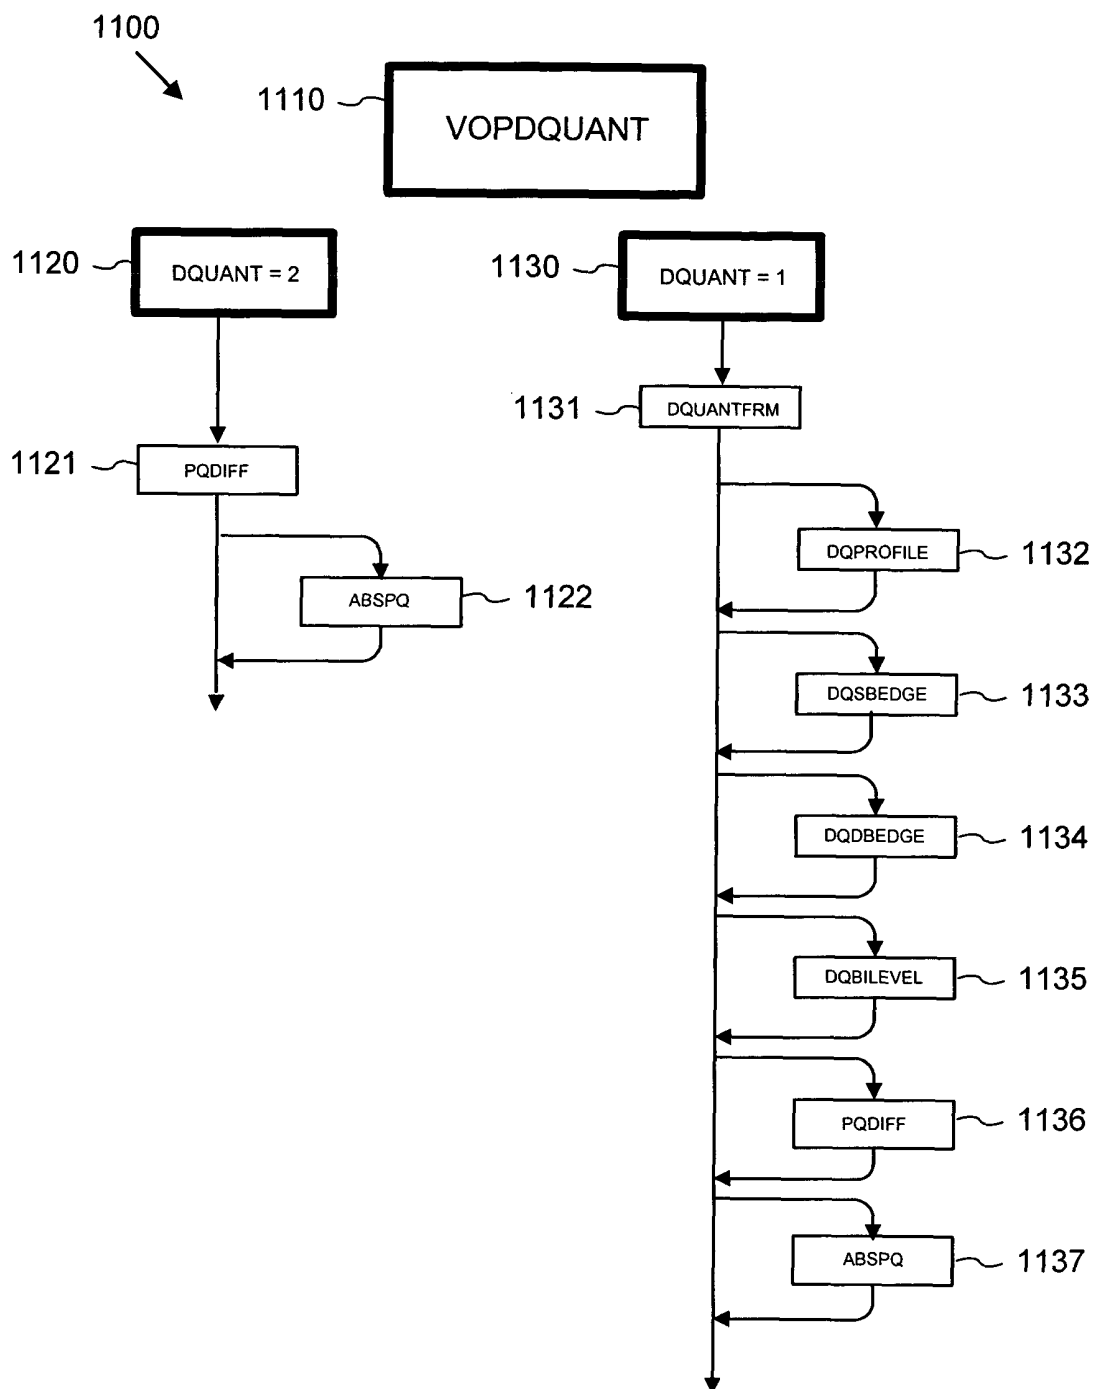 1100
1110
VOPDQUANT
1120
DQUANT = 2
1130
DQUANT = 1
1131
DQUANTFRM
1121
PQDIFF
DQPROFILE
1132
ABSPQ
1122
DQSBEDGE
1133
DQDBEDGE
1134
DQBILEVEL
1135
PQDIFF
1136
ABSPQ
1137